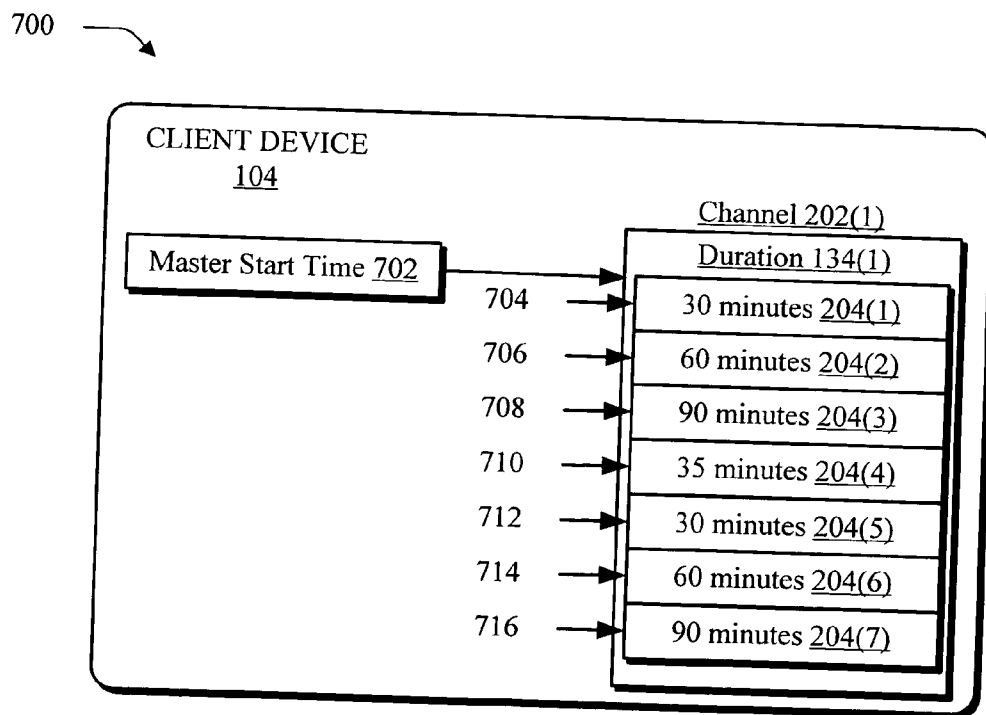 700
CLIENT DEVICE
104
Channel 202(1)
Master Start Time 702
Duration 134(1)
704
30 minutes 204(1)
706
60 minutes 204(2)
708
90 minutes 204(3)
710
35 minutes 204(4)
712
30 minutes 204(5)
714
60 minutes 204(6)
716
90 minutes 204(7)